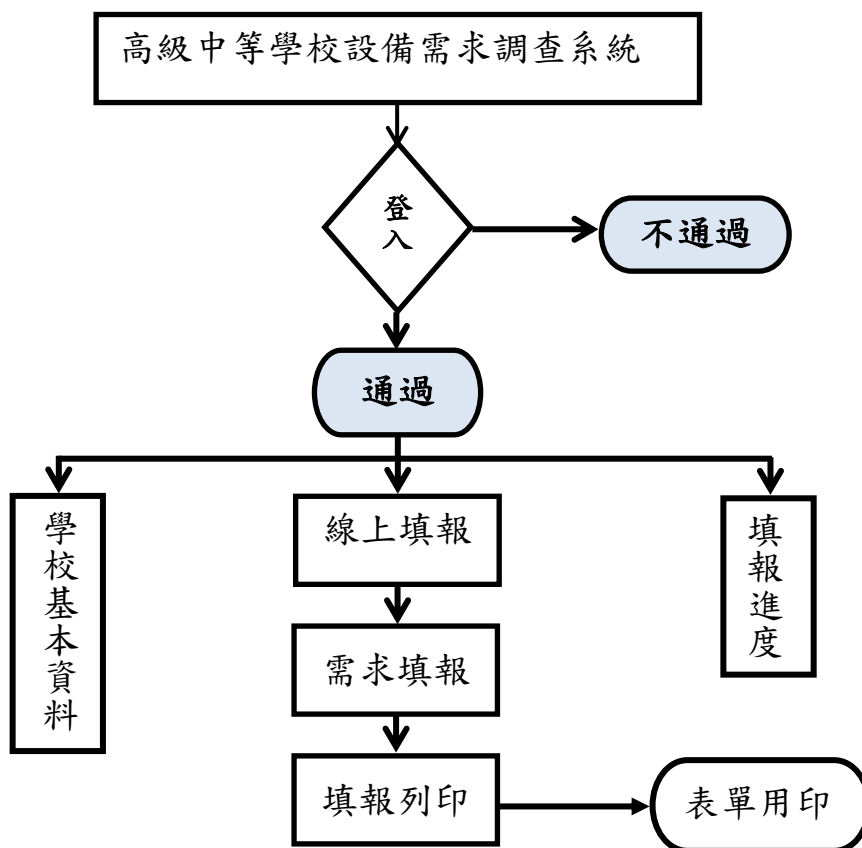 高級中等學校設備需求調查系統
登入
不通過
通過
學校基本資料
線上填報
填報進度
需求填報
填報列印
表單用印